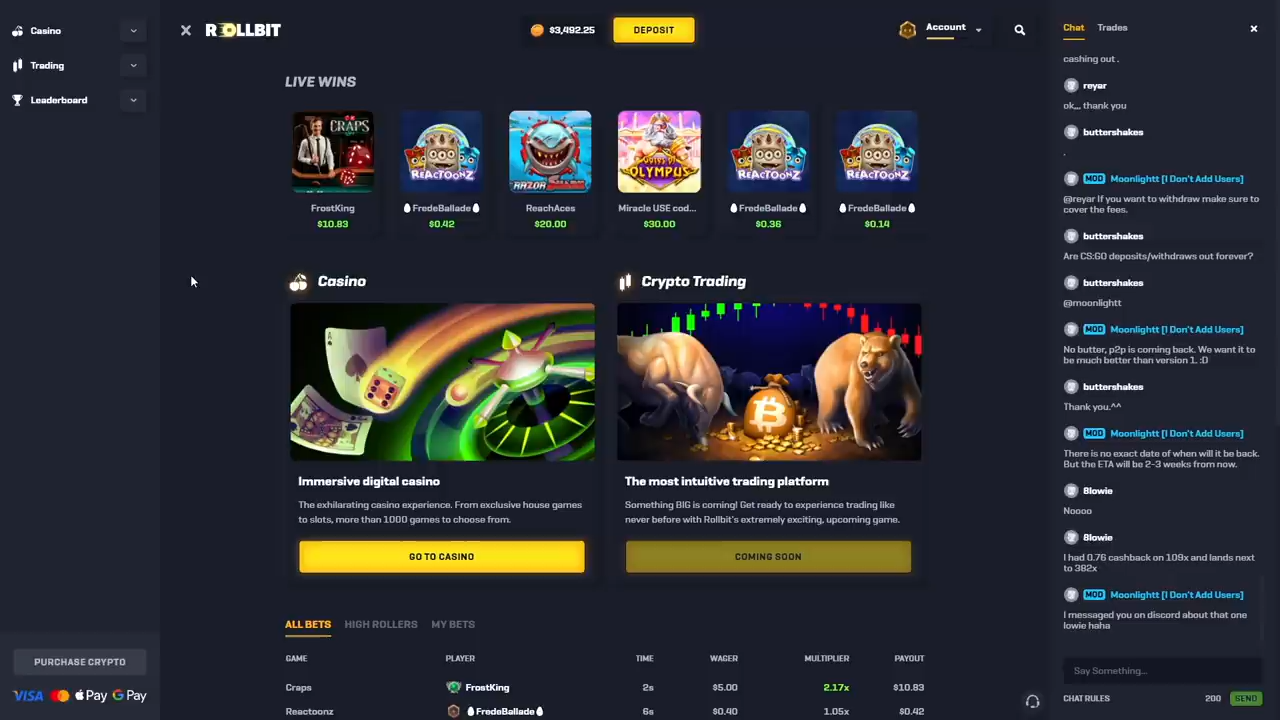 Casino
Trading
Leaderboard
PURCHASE CRYPTO
VISA Pay G Pay
ROLLBIT
$3,492.25
DEPOSIT
Account
LIVE WINS
CRAPS
REACTOONZ
RAZOR
GATES OF OLYMPUS
REACTOONZ
REACTOONZ
FrostKing
FredeBallade
ReachAces
Miracle USE cod...
FredeBallade
FredeBallade
$10.83
$0.42
$20.00
$30.00
$0.36
$0.14
Casino
Immersive digital casino
The exhilarating casino experience. From exclusive house games
to slots, more than 1000 games to choose from.
GO TO CASINO
Crypto Trading
The most intuitive trading platform
Something BIG is coming! Get ready to experience trading like
never before with Rollbit's extremely exciting, upcoming game.
COMING SOON
ALL BETS HIGH ROLLERS MY BETS
GAME PLAYER TIME WAGER MULTIPLIER PAYOUT
Craps FrostKing 2s $5.00 2.17x $10.83
Reactoonz FredeBallade 6s $0.40 1.05x $0.42
Chat Trades
cashing out .
reyar
ok,,, thank you
buttershakes
.
MOD Moonlightt [I Don't Add Users]
@reyar If you want to withdraw make sure to
cover the fees.
buttershakes
Are CS:GO deposits/withdraws out forever?
buttershakes
@moonlightt
MOD Moonlightt [I Don't Add Users]
No butter, p2p is coming back. We want it to
be much better than version 1. :D
buttershakes
Thank you.^^
MOD Moonlightt [I Don't Add Users]
There is no exact date of when will it be back.
But the ETA will be 2-3 weeks from now.
8lowie
Noooo
8lowie
I had 0.76 cashback on 109x and lands next
to 382x
MOD Moonlightt [I Don't Add Users]
I messaged you on discord about that one
lowie haha
Say Something...
CHAT RULES 200 SEND